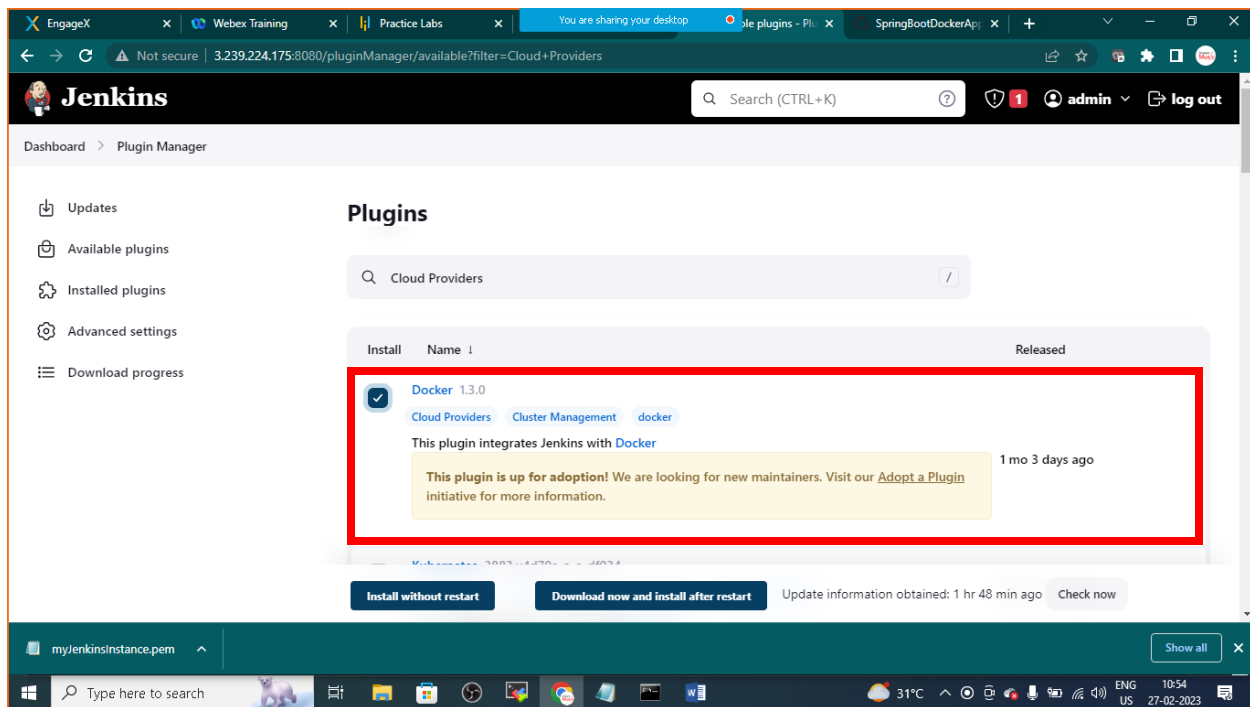 EngageX
Webex Training
Practice Labs
You are sharing your desktop
ble plugins - Plu
SpringBootDockerApp
Not secure
3.239.224.175:8080/pluginManager/available?filter=Cloud+Providers
Jenkins
Search (CTRL+K)
1
admin
log out
Dashboard
Plugin Manager
Updates
Available plugins
Installed plugins
Advanced settings
Download progress
Plugins
Cloud Providers
/
Install Name ↓ Released
Docker 1.3.0
Cloud Providers Cluster Management docker
This plugin integrates Jenkins with Docker
This plugin is up for adoption! We are looking for new maintainers. Visit our Adopt a Plugin
initiative for more information.
1 mo 3 days ago
Kubernetes
Install without restart
Download now and install after restart
Update information obtained: 1 hr 48 min ago
Check now
myJenkinsInstance.pem
Show all
Type here to search
31°C
ENG
US
10:54
27-02-2023